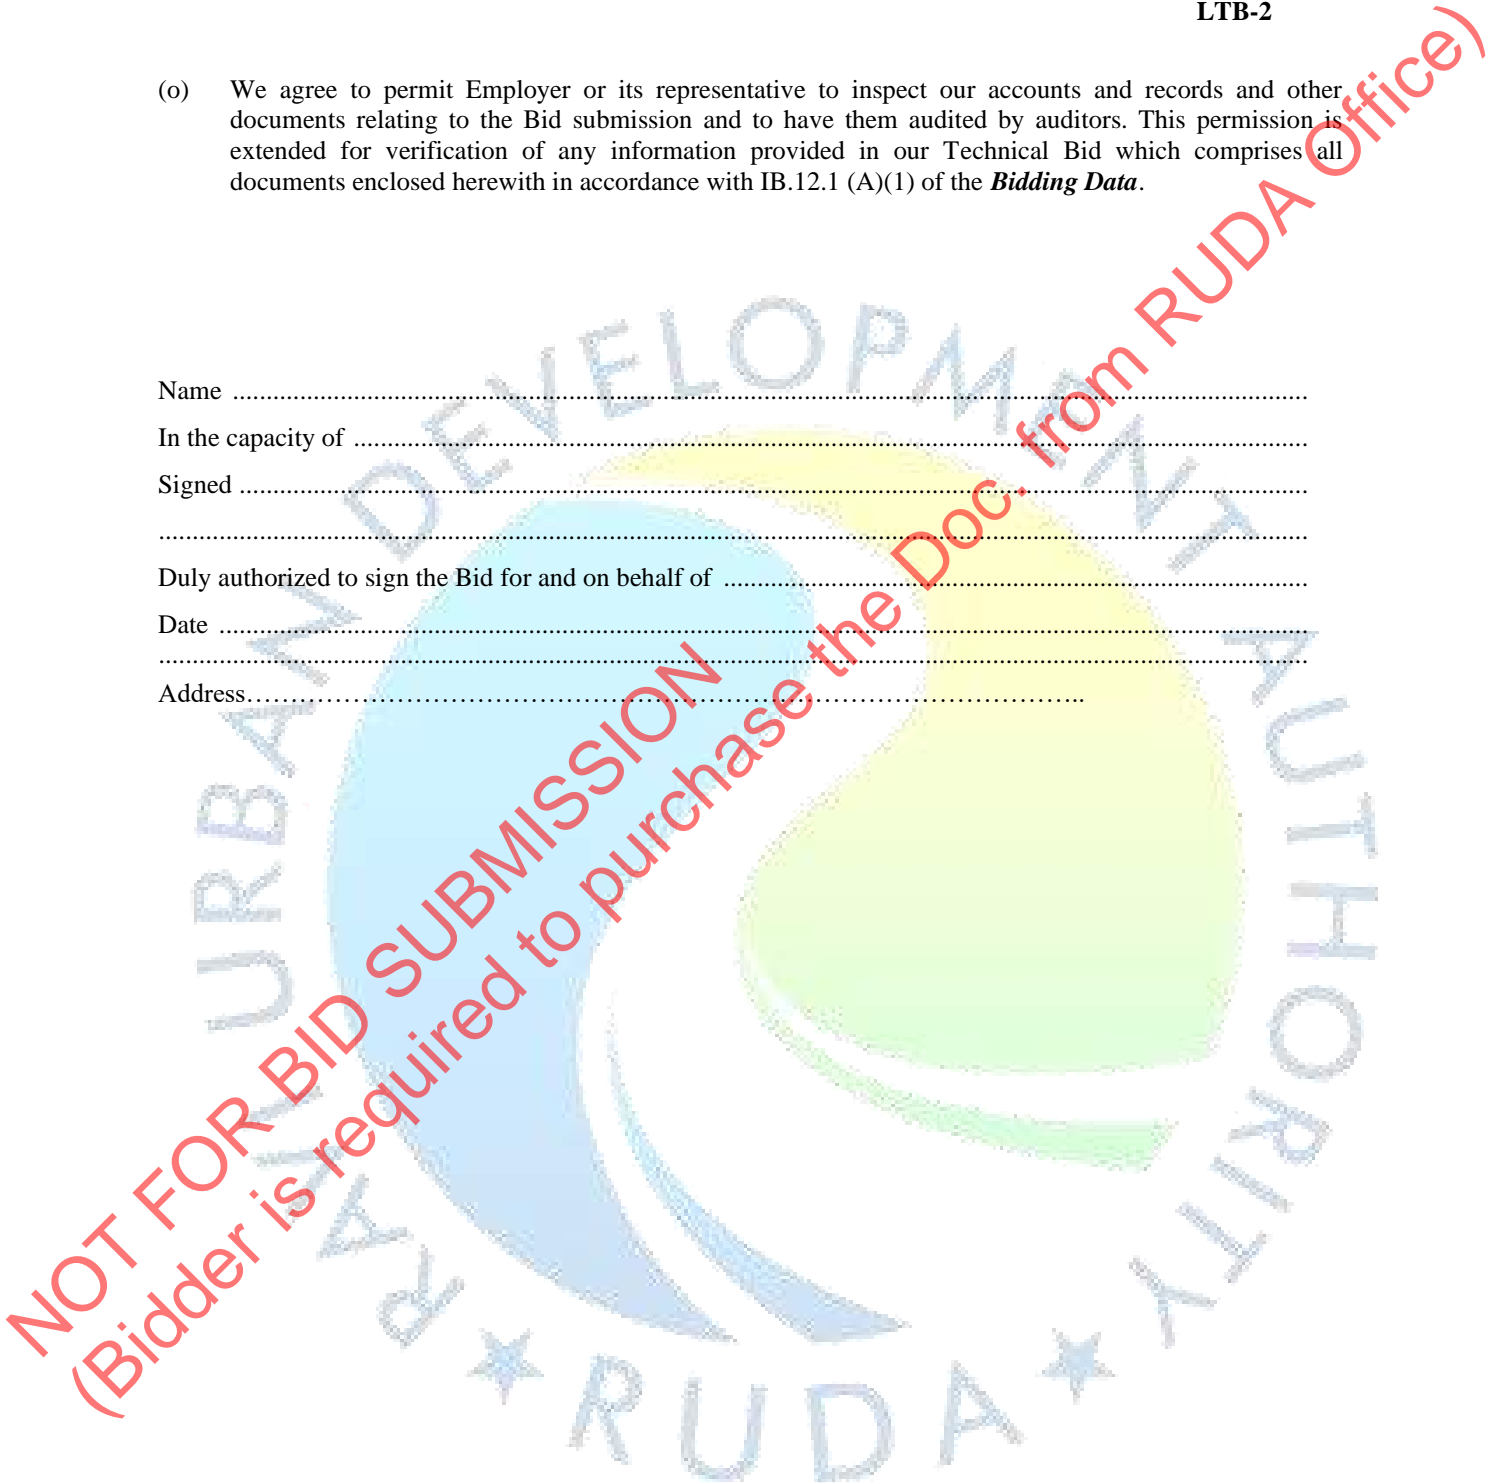 LTB-2
(o) We agree to permit Employer or its representative to inspect our accounts and records and other
documents relating to the Bid submission and to have them audited by auditors. This permission is
extended for verification of any information provided in our Technical Bid which comprises all
documents enclosed herewith in accordance with IB.12.1 (A)(1) of the Bidding Data.
Name ................................................................................
In the capacity of ................................................................................
Signed ................................................................................
................................................................................
Duly authorized to sign the Bid for and on behalf of ................................................................................
Date ................................................................................
................................................................................
Address…………………………………………………………………………………..
NOT FOR BID SUBMISSION
(Bidder is required to purchase the Doc. from RUDA Office)
RAVI URBAN DEVELOPMENT AUTHORITY
RUDA